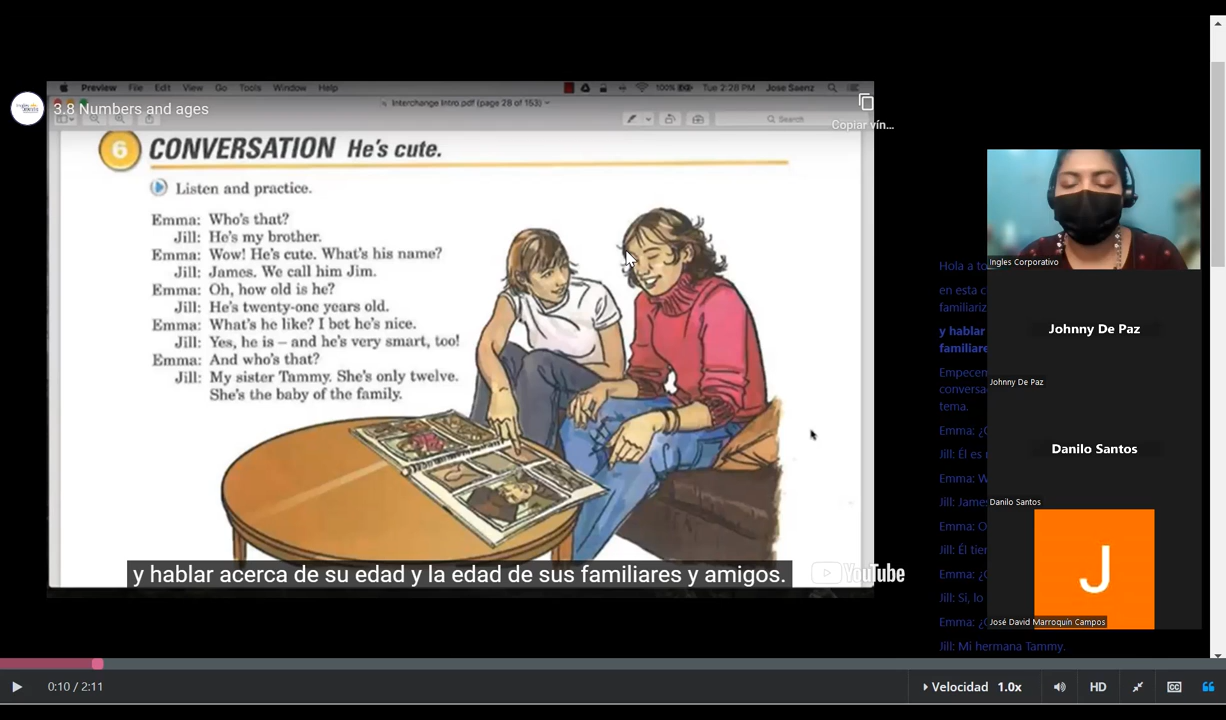 Preview File Edit View Go Tools Window Help
100% Tue 2:28 PM Jose Saenz
3.8 Numbers and ages
Interchange Intro.pdf (page 28 of 153)
Search
Copiar vín...
6 CONVERSATION He's cute.
Listen and practice.
Emma: Who's that?
Jill: He's my brother.
Emma: Wow! He's cute. What's his name?
Jill: James. We call him Jim.
Emma: Oh, how old is he?
Jill: He's twenty-one years old.
Emma: What's he like? I bet he's nice.
Jill: Yes, he is – and he's very smart, too!
Emma: And who's that?
Jill: My sister Tammy. She's only twelve.
She's the baby of the family.
y hablar acerca de su edad y la edad de sus familiares y amigos.
YouTube
Hola a to
en esta c
familiariz
y hablar
familiare
Empecem
conversa
tema.
Emma: ¿
Jill: Él es
Emma: W
Jill: Jame
Emma: O
Jill: Él tier
Emma: ¿
Jill: Si, lo
Emma: ¿
Jill: Mi hermana Tammy.
Ingles Corporativo
Johnny De Paz
Johnny De Paz
Danilo Santos
Danilo Santos
J
José David Marroquín Campos
0:10 / 2:11
Velocidad 1.0x
HD
CC